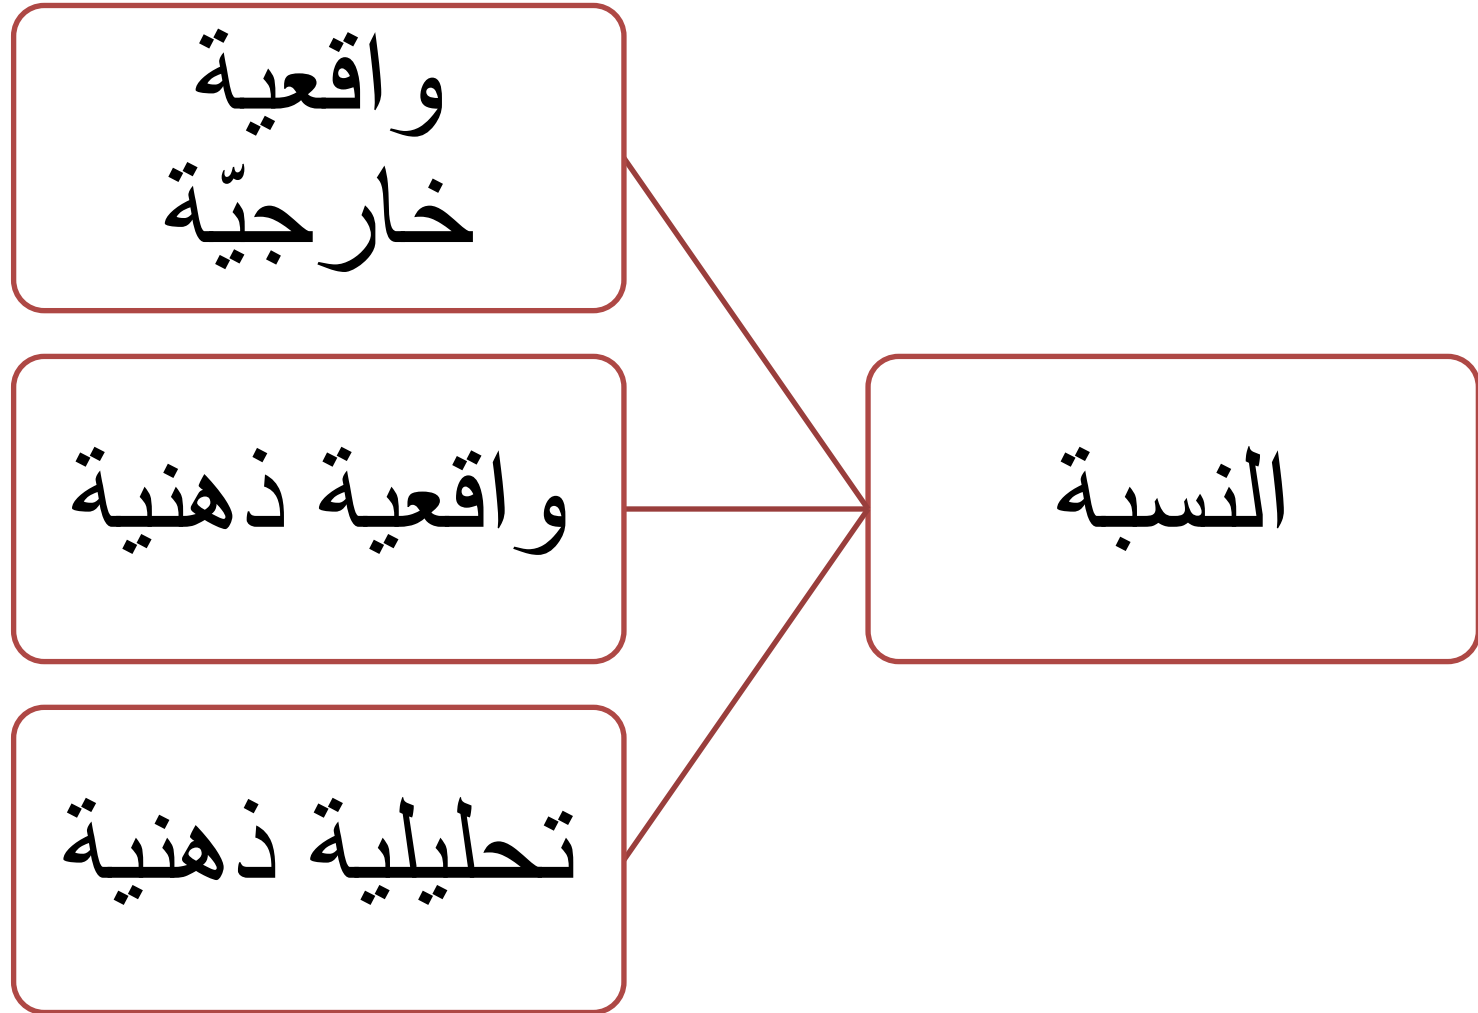 النسبة
واقعية
خارجيّة
واقعية ذهنية
تحليلية ذهنية